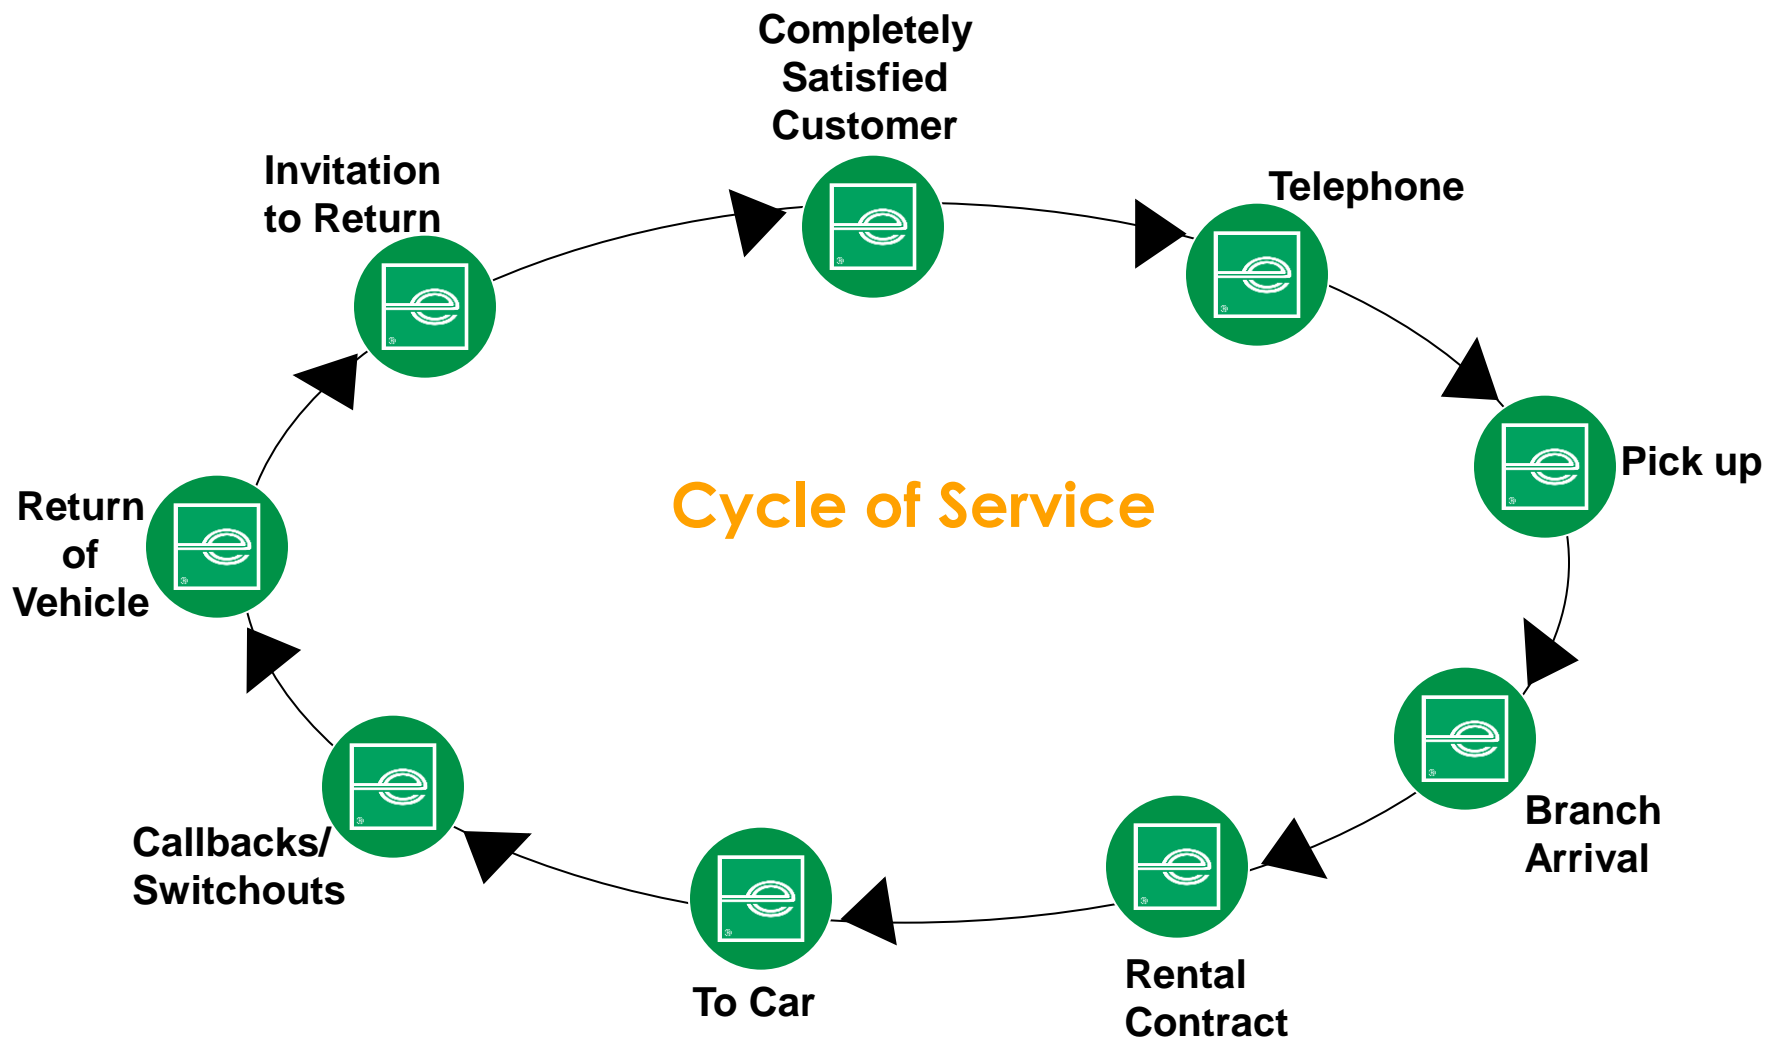 Completely
Satisfied
Customer
Telephone
Pick up
Branch
Arrival
Rental
Contract
To Car
Callbacks/
Switchouts
Return
of
Vehicle
Invitation
to Return
Cycle of Service